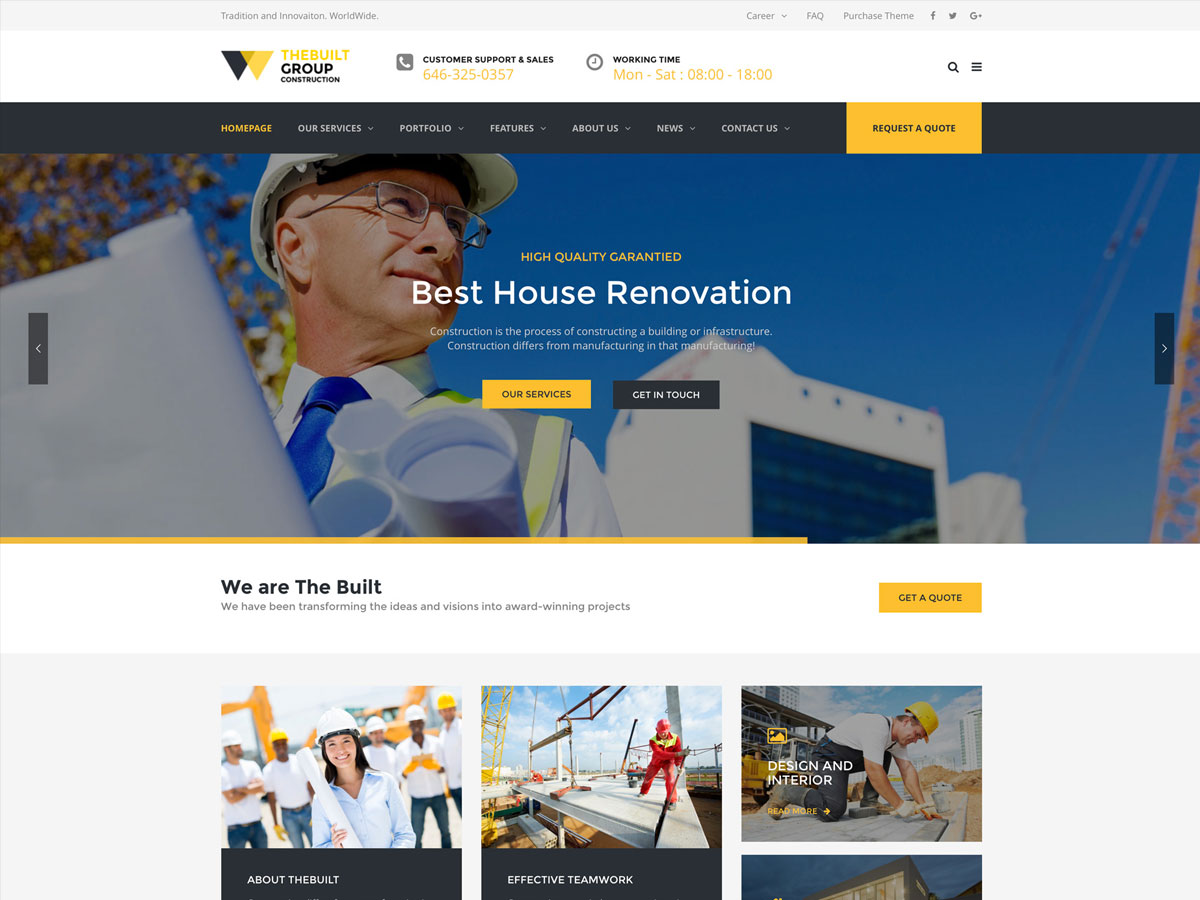 Tradition and Innovaiton. WorldWide.
Career FAQ Purchase Theme
THEBUILT
GROUP
CONSTRUCTION
CUSTOMER SUPPORT & SALES
646-325-0357
WORKING TIME
Mon - Sat : 08:00 - 18:00
HOMEPAGE OUR SERVICES PORTFOLIO FEATURES ABOUT US NEWS CONTACT US REQUEST A QUOTE
HIGH QUALITY GARANTIED
Best House Renovation
Construction is the process of constructing a building or infrastructure.
Construction differs from manufacturing in that manufacturing!
OUR SERVICES GET IN TOUCH
We are The Built
We have been transforming the ideas and visions into award-winning projects
GET A QUOTE
ABOUT THEBUILT
EFFECTIVE TEAMWORK
DESIGN AND
INTERIOR
READ MORE